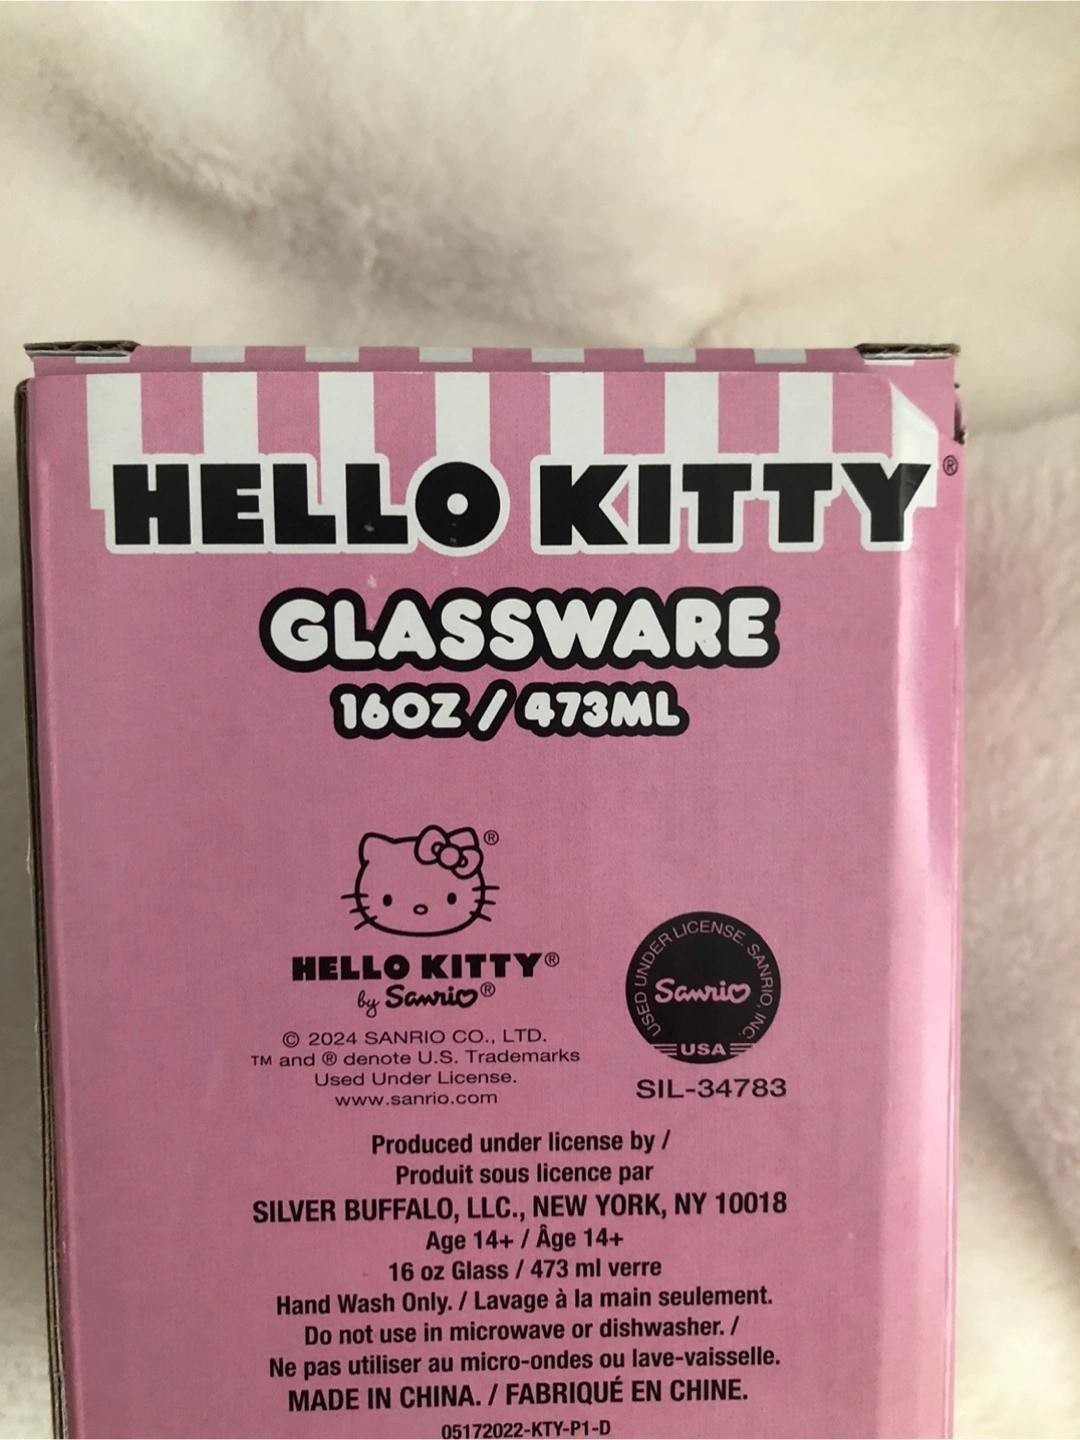 HELLO KITTY®
GLASSWARE
16OZ / 473ML
®
HELLO KITTY®
by Sanrio®
© 2024 SANRIO CO., LTD.
TM and ® denote U.S. Trademarks
Used Under License.
www.sanrio.com
USED UNDER LICENSE. SANRIO, INC.
Sanrio
USA
SIL-34783
Produced under license by /
Produit sous licence par
SILVER BUFFALO, LLC., NEW YORK, NY 10018
Age 14+ / Âge 14+
16 oz Glass / 473 ml verre
Hand Wash Only. / Lavage à la main seulement.
Do not use in microwave or dishwasher. /
Ne pas utiliser au micro-ondes ou lave-vaisselle.
MADE IN CHINA. / FABRIQUÉ EN CHINE.
05172022-KTY-P1-D